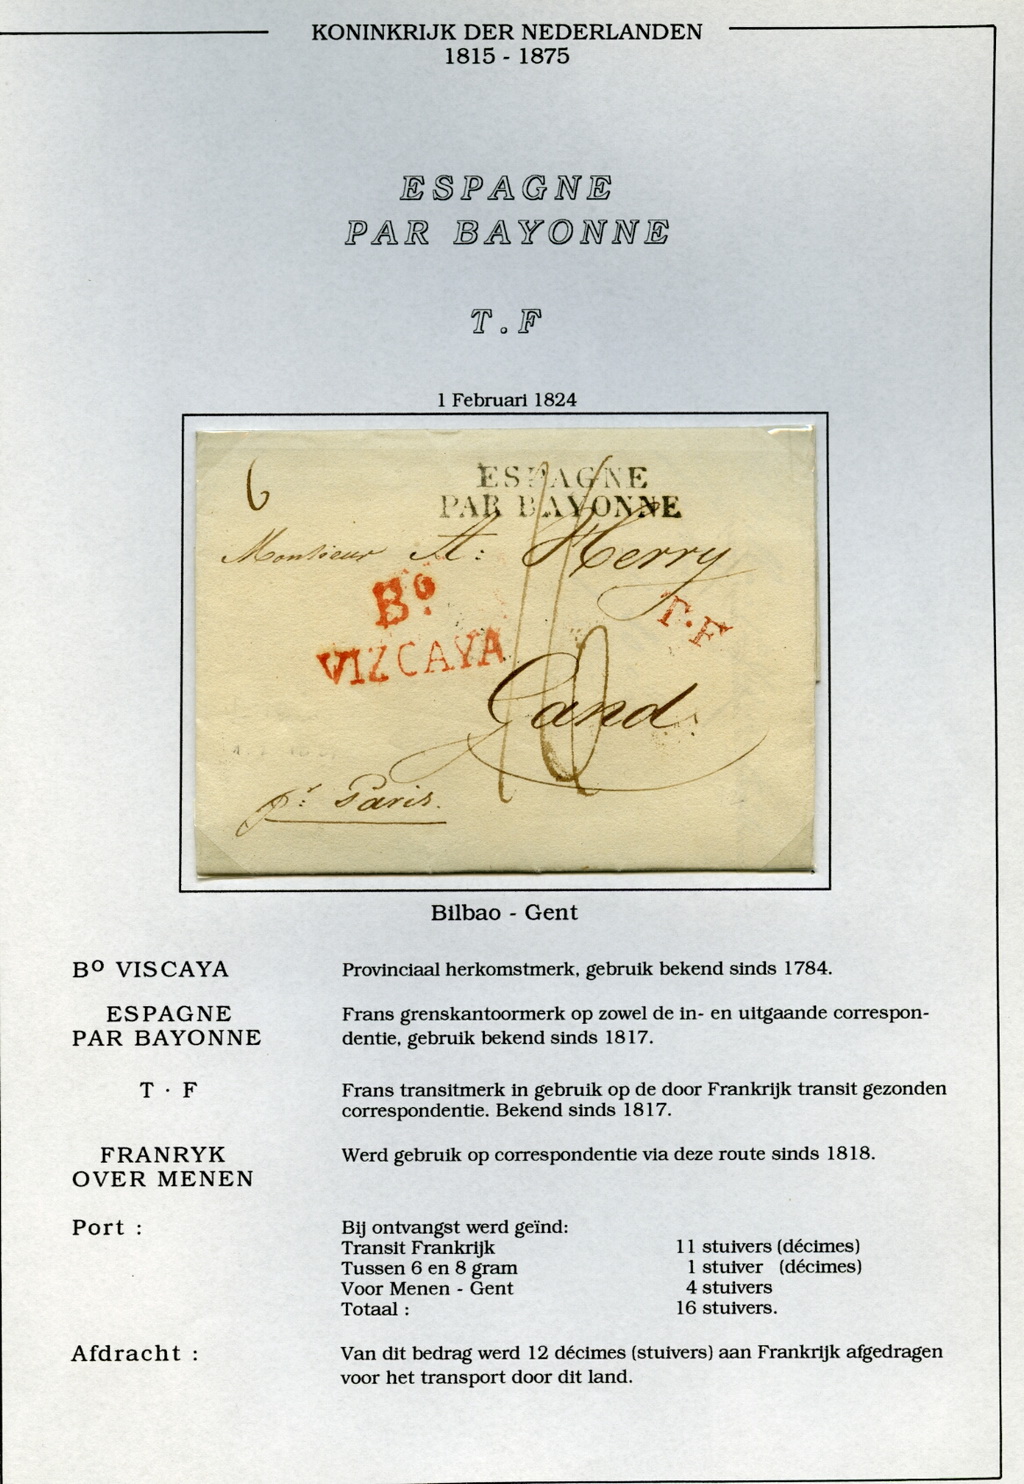 KONINKRIJK DER NEDERLANDEN
1815 - 1875
ESPAGNE
PAR BAYONNE
T.F
1 Februari 1824
6
ESPAGNE
PAR BAYONNE
Monsieur A: Herry
Bº
VIZCAYA
T.F
Gand
pr: Paris.
Bilbao - Gent
Bº VISCAYA
Provinciaal herkomstmerk, gebruik bekend sinds 1784.
ESPAGNE
PAR BAYONNE
Frans grenskantoormerk op zowel de in- en uitgaande correspon-
dentie, gebruik bekend sinds 1817.
T · F
Frans transitmerk in gebruik op de door Frankrijk transit gezonden
correspondentie. Bekend sinds 1817.
FRANRYK
OVER MENEN
Werd gebruik op correspondentie via deze route sinds 1818.
Port :
Bij ontvangst werd geïnd:
Transit Frankrijk 11 stuivers (décimes)
Tussen 6 en 8 gram 1 stuiver (décimes)
Voor Menen - Gent 4 stuivers
Totaal : 16 stuivers.
Afdracht :
Van dit bedrag werd 12 décimes (stuivers) aan Frankrijk afgedragen
voor het transport door dit land.